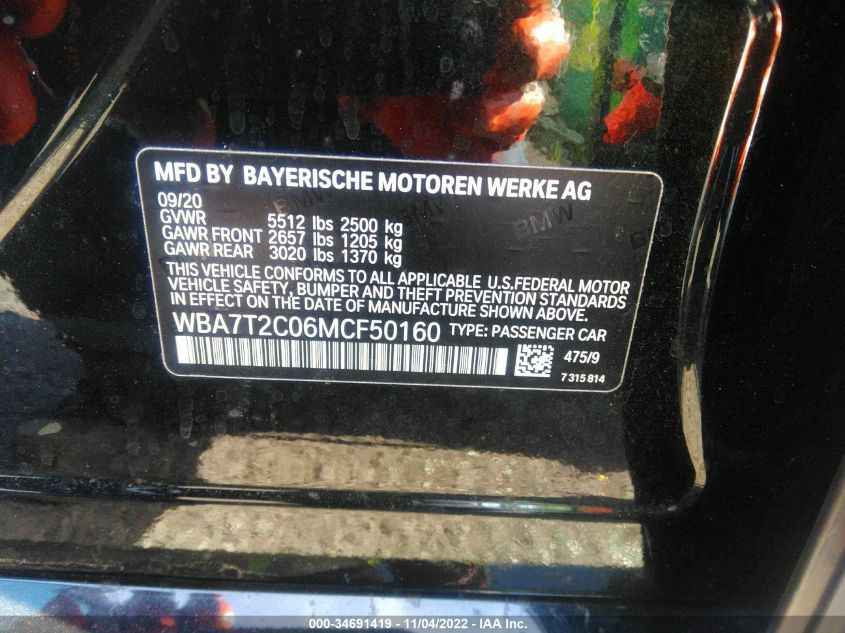 MFD BY BAYERISCHE MOTOREN WERKE AG
09/20
GVWR 5512 lbs 2500 kg
GAWR FRONT 2657 lbs 1205 kg
GAWR REAR 3020 lbs 1370 kg
THIS VEHICLE CONFORMS TO ALL APPLICABLE U.S.FEDERAL MOTOR
VEHICLE SAFETY, BUMPER AND THEFT PREVENTION STANDARDS
IN EFFECT ON THE DATE OF MANUFACTURE SHOWN ABOVE.
WBA7T2C06MCF50160 TYPE: PASSENGER CAR
475/9
7 315 814
BMW
BMW
BMW
000-34691419 - 11/04/2022 - IAA Inc.